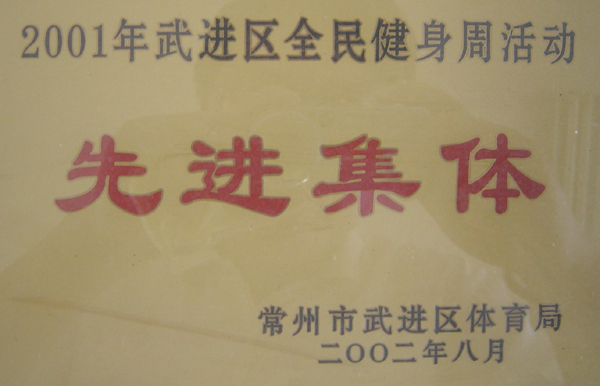 2001年武进区全民健身周活动
先进集体
常州市武进区体育局
二OO二年八月